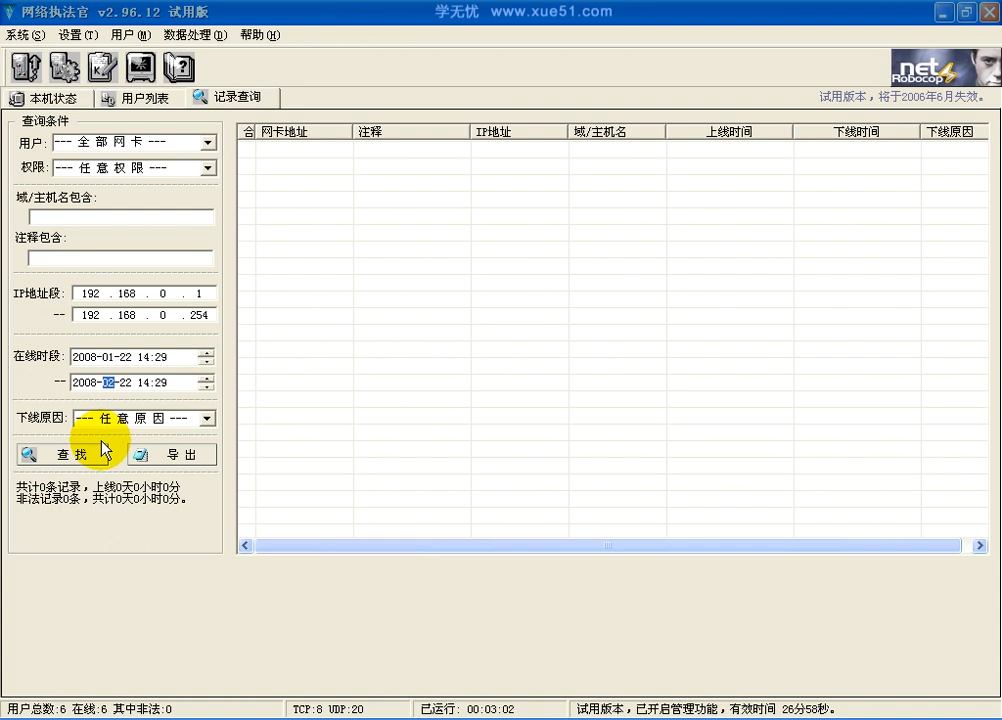 网络执法官 v2.96.12 试用版
学无忧 www.xue51.com
系统(S) 设置(T) 用户(M) 数据处理(D) 帮助(H)
net
Robocop 4
本机状态 用户列表 记录查询
试用版本，将于2006年6月失效。
查询条件
用户: --- 全 部 网 卡 ---
权限: --- 任 意 权 限 ---
域/主机名包含:
注释包含:
IP地址段: 192 . 168 . 0 . 1
-- 192 . 168 . 0 . 254
在线时段: 2008-01-22 14:29
-- 2008-02-22 14:29
下线原因: --- 任 意 原 因 ---
查 找 导 出
共计0条记录，上线0天0小时0分
非法记录0条，共计0天0小时0分。
合 网卡地址 注释 IP地址 域/主机名 上线时间 下线时间 下线原因
用户总数:6 在线:6 其中非法:0 TCP:8 UDP:20 已运行: 00:03:02 试用版本，已开启管理功能，有效时间 26分58秒。